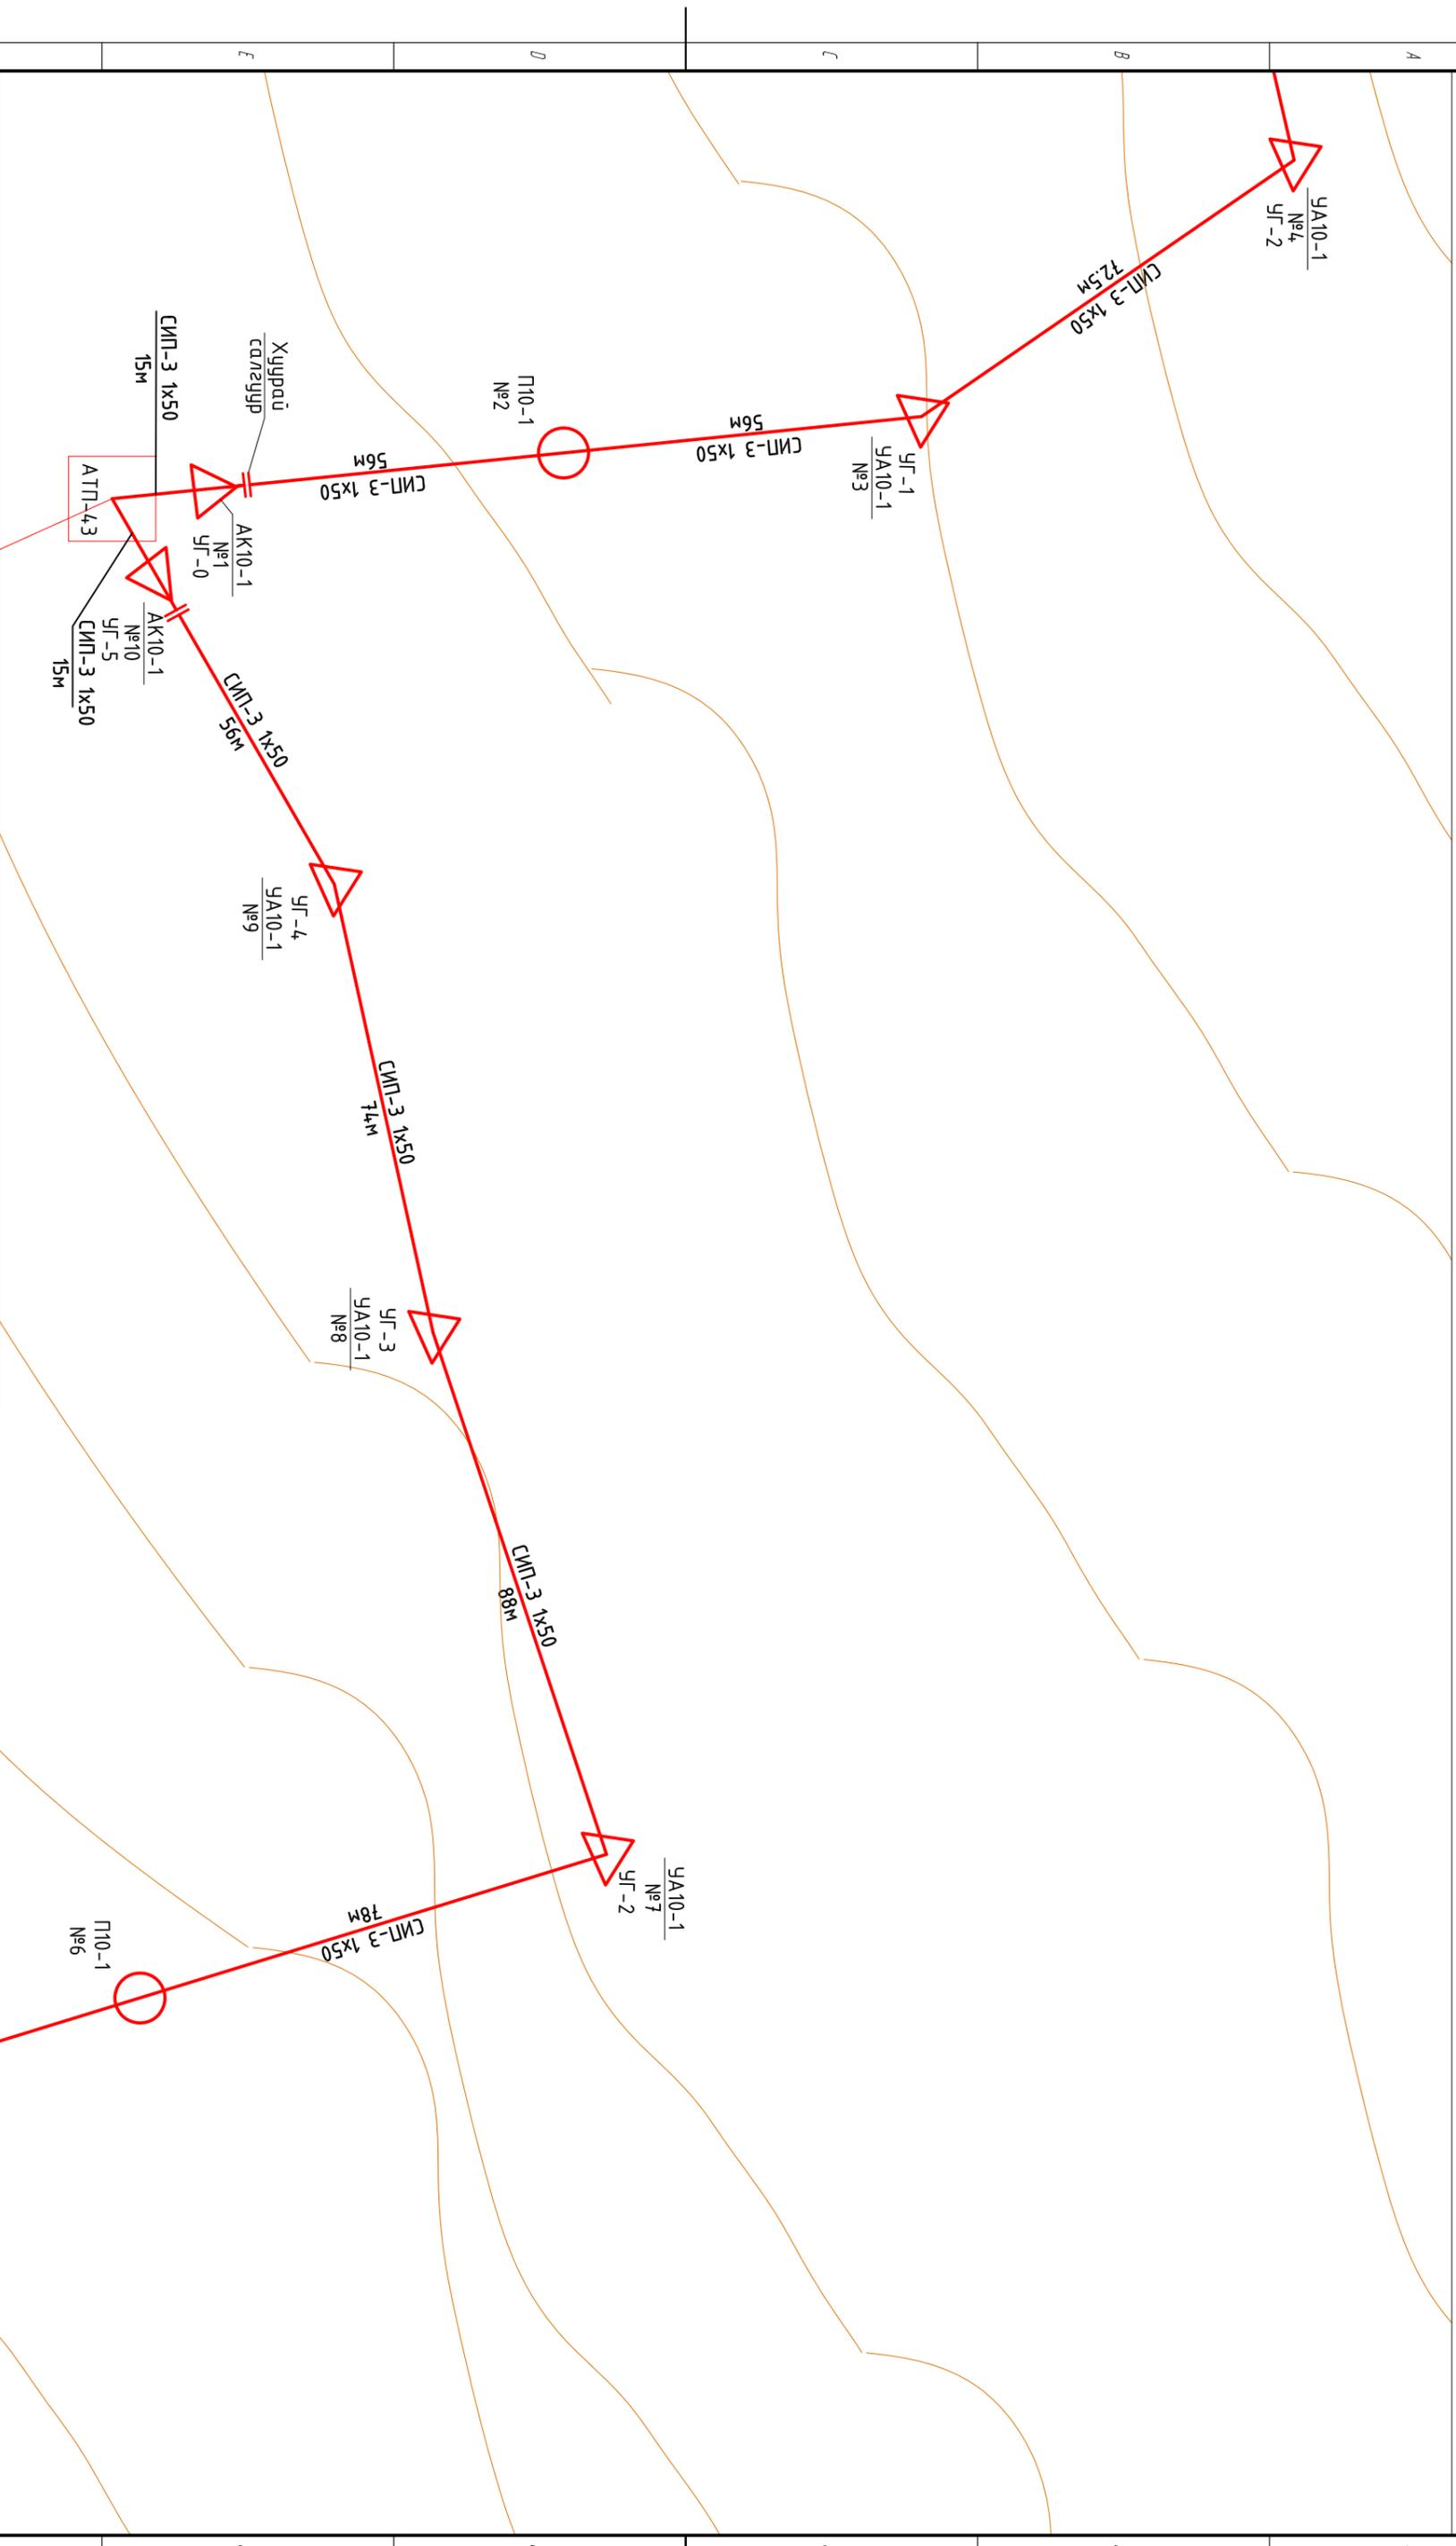 A
B
C
D
E
УА10-1
№4
УГ-2
СИП-3 1х50
72.5м
УГ-1
УА10-1
№3
СИП-3 1х50
56м
П10-1
№2
СИП-3 1х50
56м
Хуурай
салгуур
СИП-3 1х50
15м
АТП-43
АК10-1
№1
УГ-0
АК10-1
№10
УГ-5
СИП-3 1х50
15м
СИП-3 1х50
56м
УГ-4
УА10-1
№9
СИП-3 1х50
74м
УГ-3
УА10-1
№8
СИП-3 1х50
88м
УА10-1
№7
УГ-2
СИП-3 1х50
78м
П10-1
№6